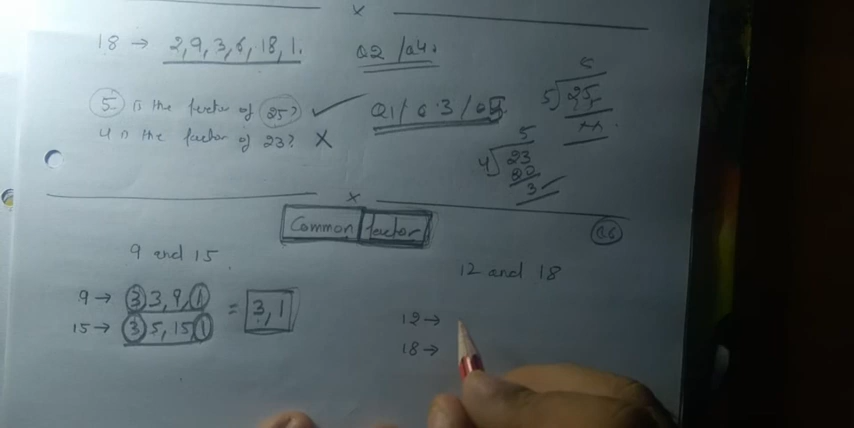 18 → 2,9,3,6,18,1.
Q2/Q4.
5 is the factor of 25? ✓
4 is the factor of 23? X
Q1/Q3/Q5
5)25
5
4)23
5
20
3
Common factor
Q6
9 and 15
9 → 3 3,9,1
15 → 3 5,15 1
= 3,1
12 and 18
12 →
18 →